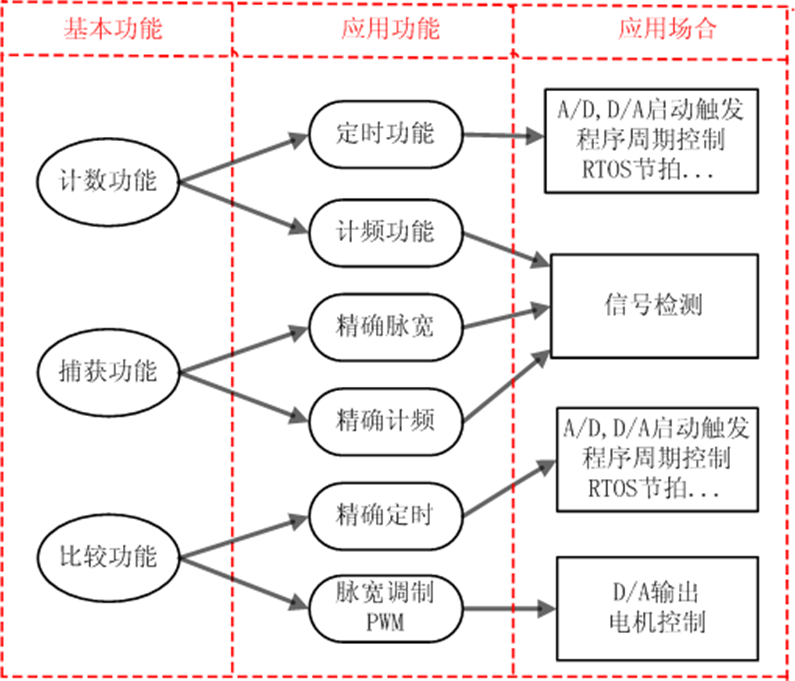 基本功能
应用功能
应用场合
计数功能
定时功能
A/D,D/A启动触发
程序周期控制
RTOS节拍...
计频功能
信号检测
捕获功能
精确脉宽
精确计频
比较功能
精确定时
A/D,D/A启动触发
程序周期控制
RTOS节拍...
脉宽调制
PWM
D/A输出
电机控制